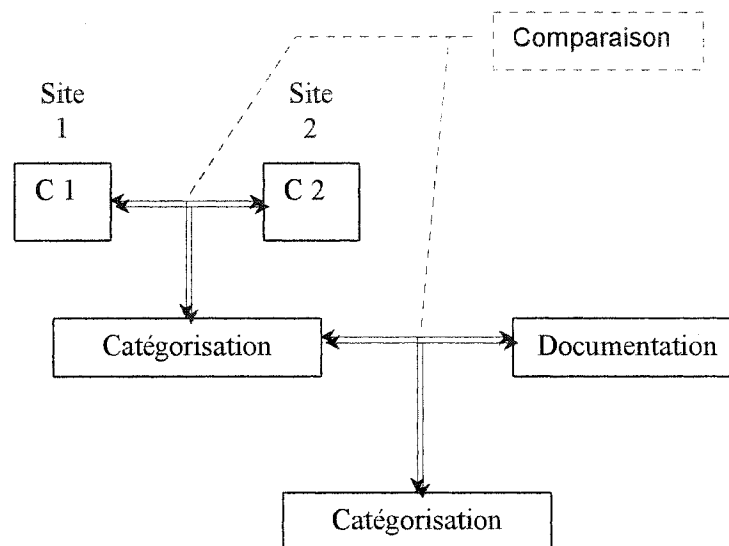 Comparaison
Site
1
Site
2
C 1
C 2
Catégorisation
Documentation
Catégorisation